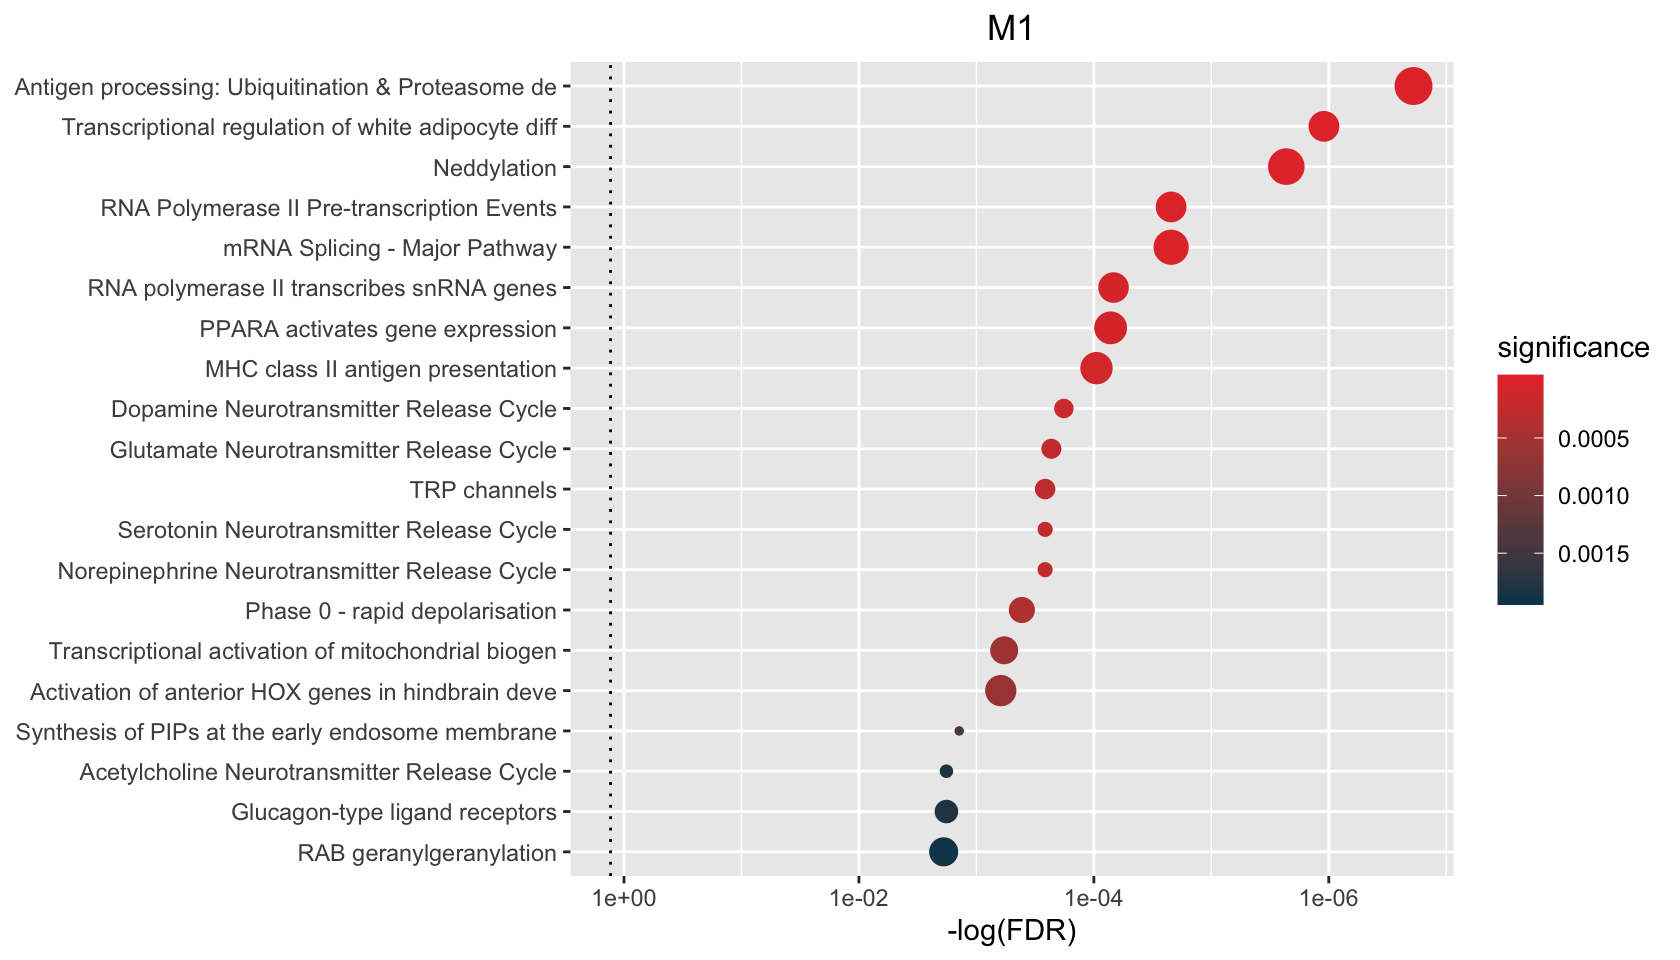 M1
Antigen processing: Ubiquitination & Proteasome de
Transcriptional regulation of white adipocyte diff
Neddylation
RNA Polymerase II Pre-transcription Events
mRNA Splicing - Major Pathway
RNA polymerase II transcribes snRNA genes
PPARA activates gene expression
MHC class II antigen presentation
Dopamine Neurotransmitter Release Cycle
Glutamate Neurotransmitter Release Cycle
TRP channels
Serotonin Neurotransmitter Release Cycle
Norepinephrine Neurotransmitter Release Cycle
Phase 0 - rapid depolarisation
Transcriptional activation of mitochondrial biogen
Activation of anterior HOX genes in hindbrain deve
Synthesis of PIPs at the early endosome membrane
Acetylcholine Neurotransmitter Release Cycle
Glucagon-type ligand receptors
RAB geranylgeranylation
1e+00 1e-02 1e-04 1e-06
-log(FDR)
significance
0.0005
0.0010
0.0015